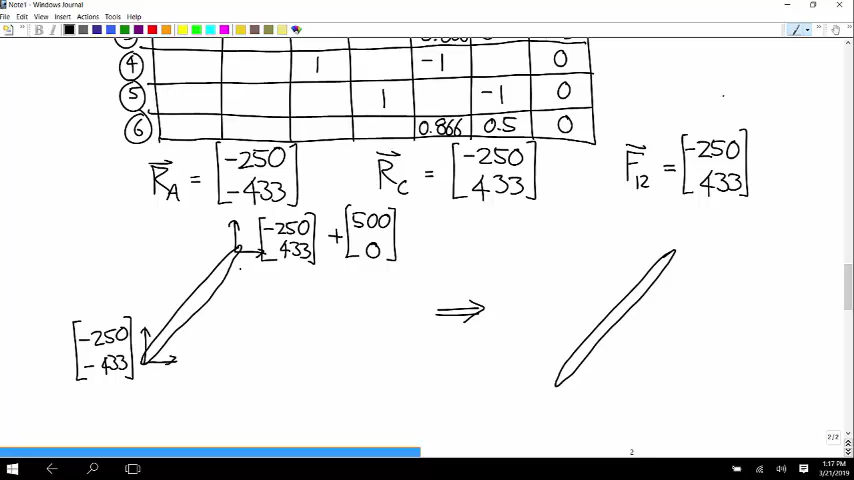 Note1 - Windows Journal
File Edit View Insert Actions Tools Help
B I
④ 1 -1 0
⑤ 1 -1 0
⑥ 0.866 0.5 0
R_A = [-250 -433] R_C = [-250 433] F_12 = [-250 433]
[-250 433] + [500 0]
⇒
[-250 -433]
2
2/2
1:17 PM
3/21/2019